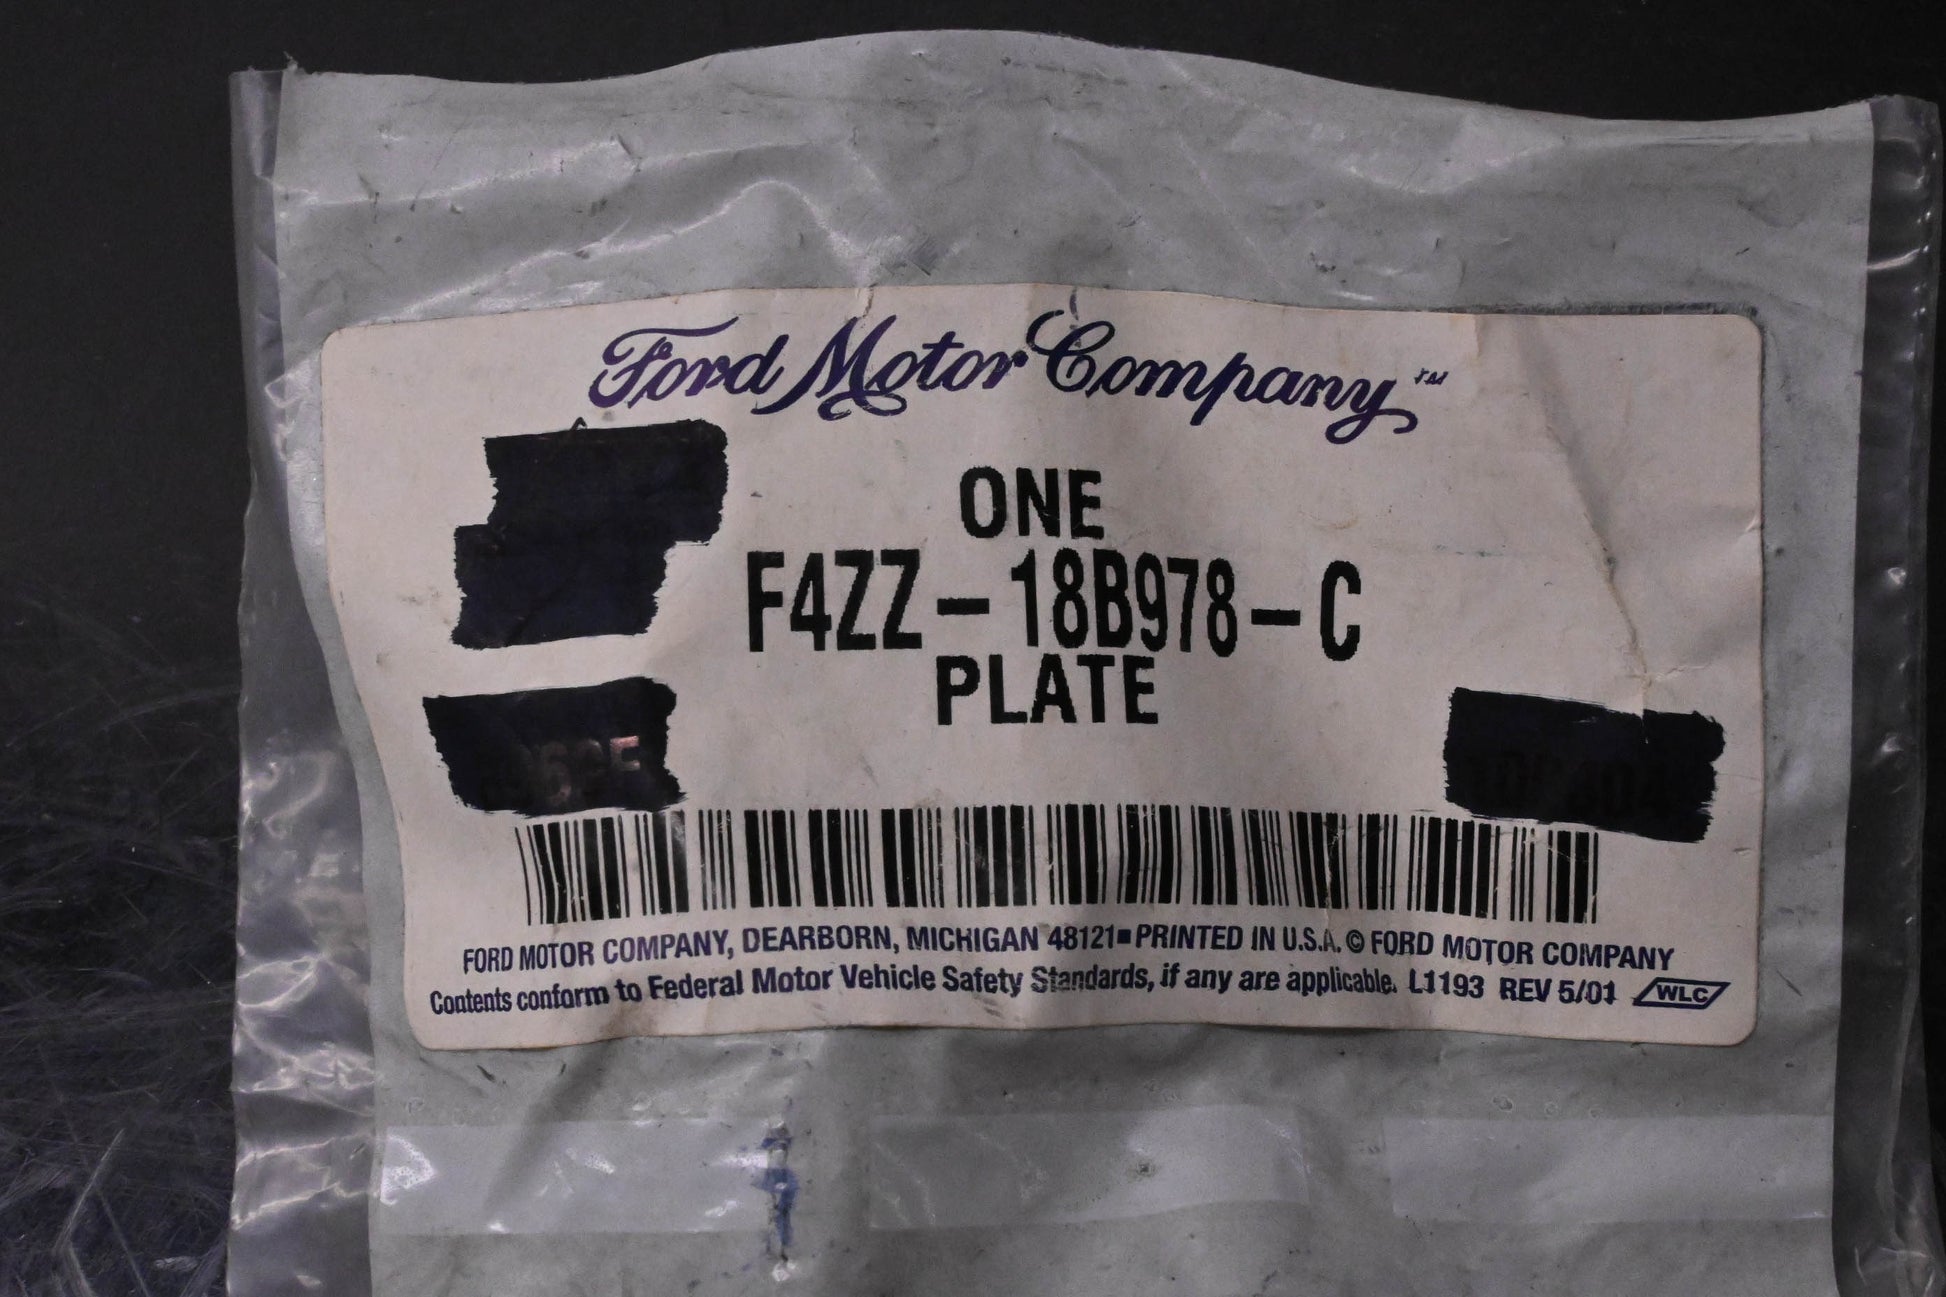 Ford Motor Company™
ONE
F4ZZ-18B978-C
PLATE
FORD MOTOR COMPANY, DEARBORN, MICHIGAN 48121■PRINTED IN U.S.A. © FORD MOTOR COMPANY
Contents conform to Federal Motor Vehicle Safety Standards, if any are applicable. L1193 REV 5/01 WLC